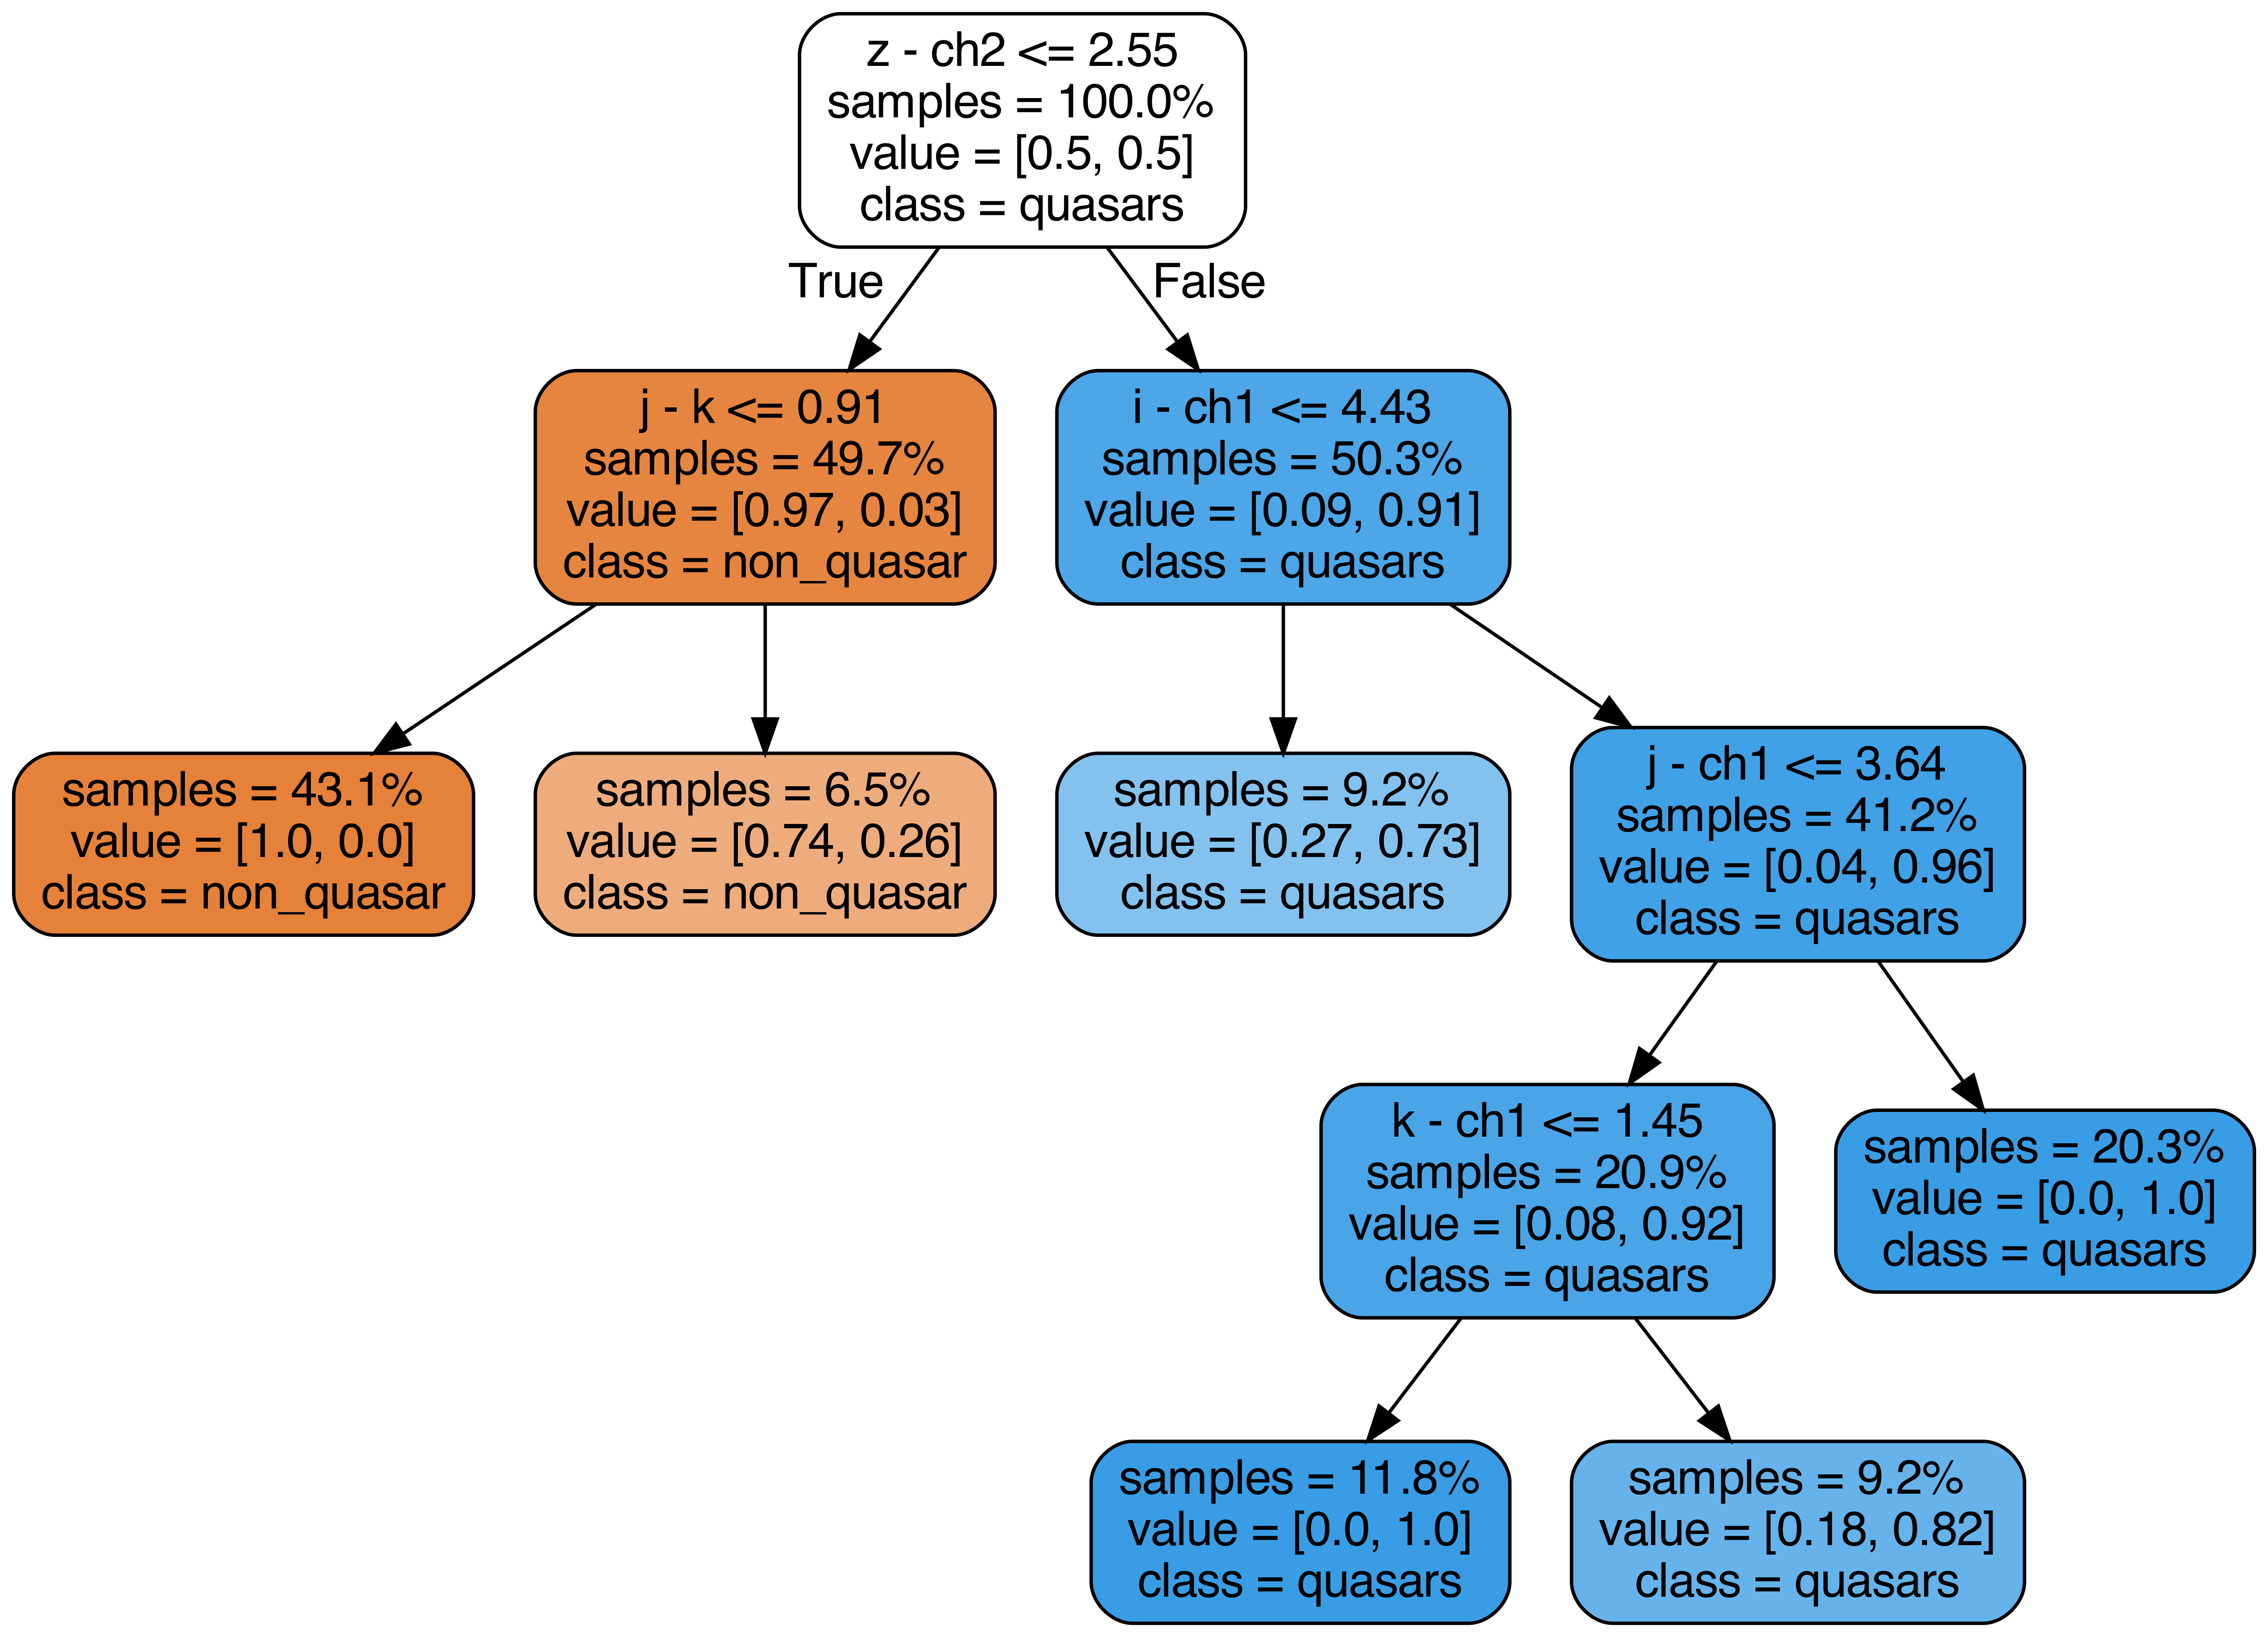 z - ch2 <= 2.55
samples = 100.0%
value = [0.5, 0.5]
class = quasars
True
False
j - k <= 0.91
samples = 49.7%
value = [0.97, 0.03]
class = non_quasar
i - ch1 <= 4.43
samples = 50.3%
value = [0.09, 0.91]
class = quasars
samples = 43.1%
value = [1.0, 0.0]
class = non_quasar
samples = 6.5%
value = [0.74, 0.26]
class = non_quasar
samples = 9.2%
value = [0.27, 0.73]
class = quasars
j - ch1 <= 3.64
samples = 41.2%
value = [0.04, 0.96]
class = quasars
k - ch1 <= 1.45
samples = 20.9%
value = [0.08, 0.92]
class = quasars
samples = 20.3%
value = [0.0, 1.0]
class = quasars
samples = 11.8%
value = [0.0, 1.0]
class = quasars
samples = 9.2%
value = [0.18, 0.82]
class = quasars